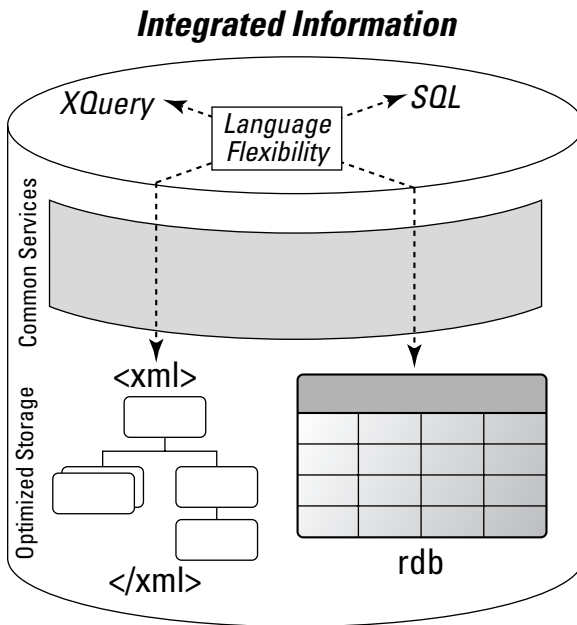 Integrated Information
XQuery
SQL
Language
Flexibility
Common Services
Optimized Storage
<xml>
</xml>
rdb